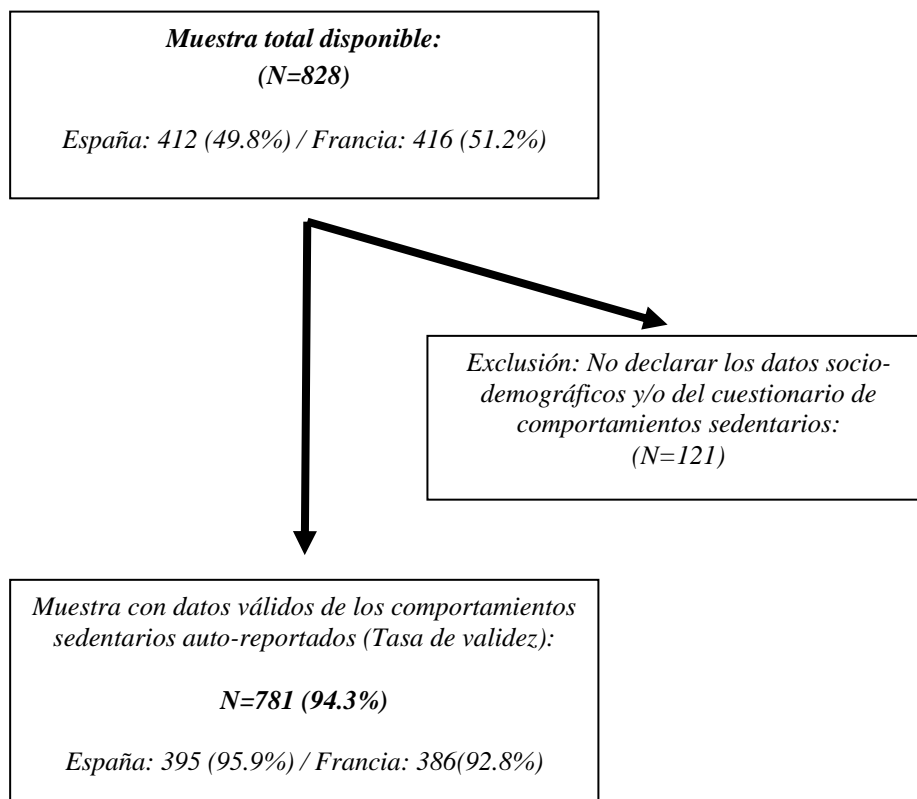 Muestra total disponible:
(N=828)
España: 412 (49.8%) / Francia: 416 (51.2%)
Exclusión: No declarar los datos socio-
demográficos y/o del cuestionario de
comportamientos sedentarios:
(N=121)
Muestra con datos válidos de los comportamientos
sedentarios auto-reportados (Tasa de validez):
N=781 (94.3%)
España: 395 (95.9%) / Francia: 386(92.8%)